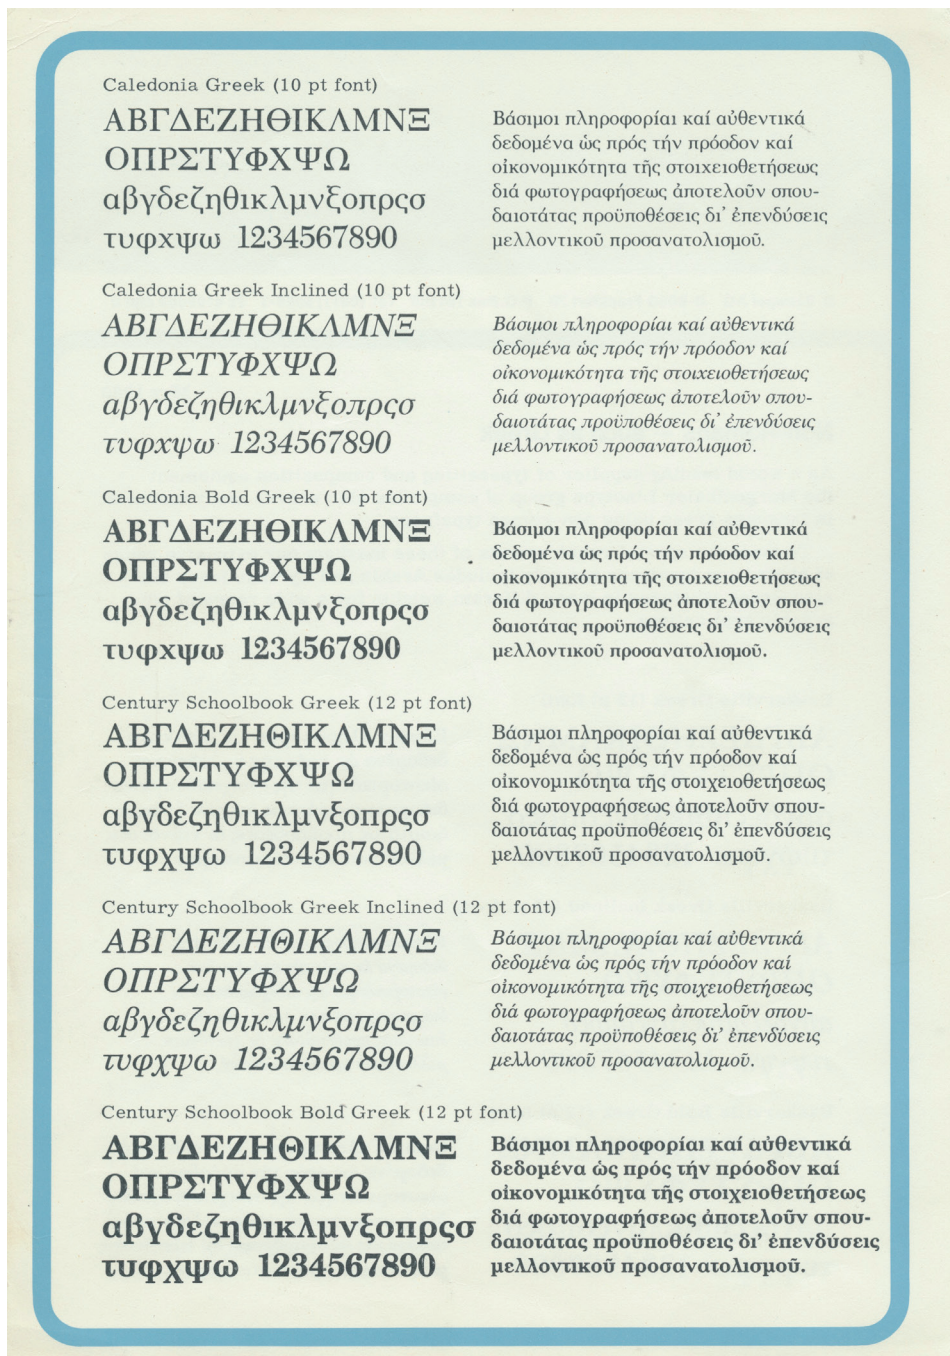 Caledonia Greek (10 pt font)
ΑΒΓΔΕΖΗΘΙΚΛΜΝΞ
ΟΠΡΣΤΥΦΧΨΩ
αβγδεζηθικλμνξοπρςσ
τυφχψω 1234567890
Βάσιμοι πληροφορίαι καί αὐθεντικά
δεδομένα ὡς πρός τήν πρόοδον καί
οἰκονομικότητα τῆς στοιχειοθετήσεως
διά φωτογραφήσεως ἀποτελοῦν σπου-
δαιοτάτας προϋποθέσεις δι’ ἐπενδύσεις
μελλοντικοῦ προσανατολισμοῦ.
Caledonia Greek Inclined (10 pt font)
ΑΒΓΔΕΖΗΘΙΚΛΜΝΞ
ΟΠΡΣΤΥΦΧΨΩ
αβγδεζηθικλμνξοπρςσ
τυφχψω 1234567890
Βάσιμοι πληροφορίαι καί αὐθεντικά
δεδομένα ὡς πρός τήν πρόοδον καί
οἰκονομικότητα τῆς στοιχειοθετήσεως
διά φωτογραφήσεως ἀποτελοῦν σπου-
δαιοτάτας προϋποθέσεις δι’ ἐπενδύσεις
μελλοντικοῦ προσανατολισμοῦ.
Caledonia Bold Greek (10 pt font)
ΑΒΓΔΕΖΗΘΙΚΛΜΝΞ
ΟΠΡΣΤΥΦΧΨΩ
αβγδεζηθικλμνξοπρςσ
τυφχψω 1234567890
Βάσιμοι πληροφορίαι καί αὐθεντικά
δεδομένα ὡς πρός τήν πρόοδον καί
οἰκονομικότητα τῆς στοιχειοθετήσεως
διά φωτογραφήσεως ἀποτελοῦν σπου-
δαιοτάτας προϋποθέσεις δι’ ἐπενδύσεις
μελλοντικοῦ προσανατολισμοῦ.
Century Schoolbook Greek (12 pt font)
ΑΒΓΔΕΖΗΘΙΚΛΜΝΞ
ΟΠΡΣΤΥΦΧΨΩ
αβγδεζηθικλμνξοπρςσ
τυφχψω 1234567890
Βάσιμοι πληροφορίαι καί αὐθεντικά
δεδομένα ὡς πρός τήν πρόοδον καί
οἰκονομικότητα τῆς στοιχειοθετήσεως
διά φωτογραφήσεως ἀποτελοῦν σπου-
δαιοτάτας προϋποθέσεις δι’ ἐπενδύσεις
μελλοντικοῦ προσανατολισμοῦ.
Century Schoolbook Greek Inclined (12 pt font)
ΑΒΓΔΕΖΗΘΙΚΛΜΝΞ
ΟΠΡΣΤΥΦΧΨΩ
αβγδεζηθικλμνξοπρςσ
τυφχψω 1234567890
Βάσιμοι πληροφορίαι καί αὐθεντικά
δεδομένα ὡς πρός τήν πρόοδον καί
οἰκονομικότητα τῆς στοιχειοθετήσεως
διά φωτογραφήσεως ἀποτελοῦν σπου-
δαιοτάτας προϋποθέσεις δι’ ἐπενδύσεις
μελλοντικοῦ προσανατολισμοῦ.
Century Schoolbook Bold Greek (12 pt font)
ΑΒΓΔΕΖΗΘΙΚΛΜΝΞ
ΟΠΡΣΤΥΦΧΨΩ
αβγδεζηθικλμνξοπρςσ
τυφχψω 1234567890
Βάσιμοι πληροφορίαι καί αὐθεντικά
δεδομένα ὡς πρός τήν πρόοδον καί
οἰκονομικότητα τῆς στοιχειοθετήσεως
διά φωτογραφήσεως ἀποτελοῦν σπου-
δαιοτάτας προϋποθέσεις δι’ ἐπενδύσεις
μελλοντικοῦ προσανατολισμοῦ.